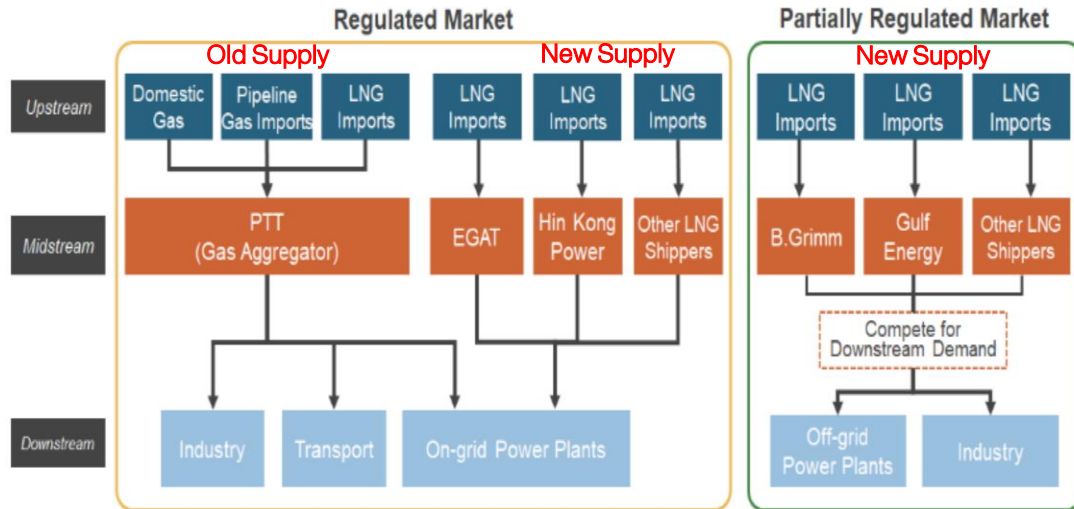 Regulated Market
Partially Regulated Market
Old Supply
New Supply
New Supply
Upstream
Domestic
Gas
Pipeline
Gas Imports
LNG
Imports
LNG
Imports
LNG
Imports
LNG
Imports
LNG
Imports
LNG
Imports
LNG
Imports
Midstream
PTT
(Gas Aggregator)
EGAT
Hin Kong
Power
Other LNG
Shippers
B.Grimm
Gulf
Energy
Other LNG
Shippers
Compete for
Downstream Demand
Downstream
Industry
Transport
On-grid Power Plants
Off-grid
Power Plants
Industry